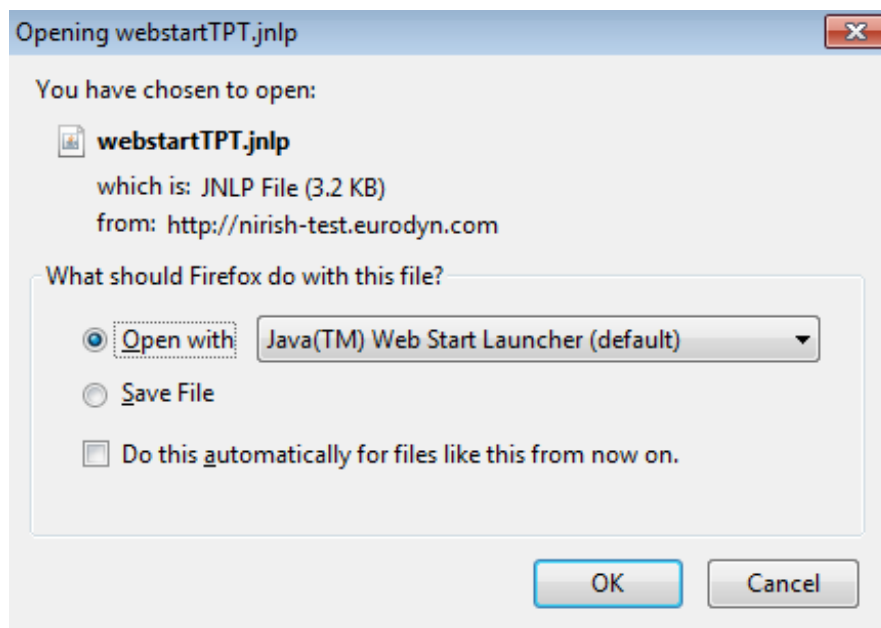 Opening webstartTPT.jnlp
You have chosen to open:
webstartTPT.jnlp
which is: JNLP File (3.2 KB)
from: http://nirish-test.eurodyn.com
What should Firefox do with this file?
Open with Java(TM) Web Start Launcher (default)
Save File
Do this automatically for files like this from now on.
OK Cancel